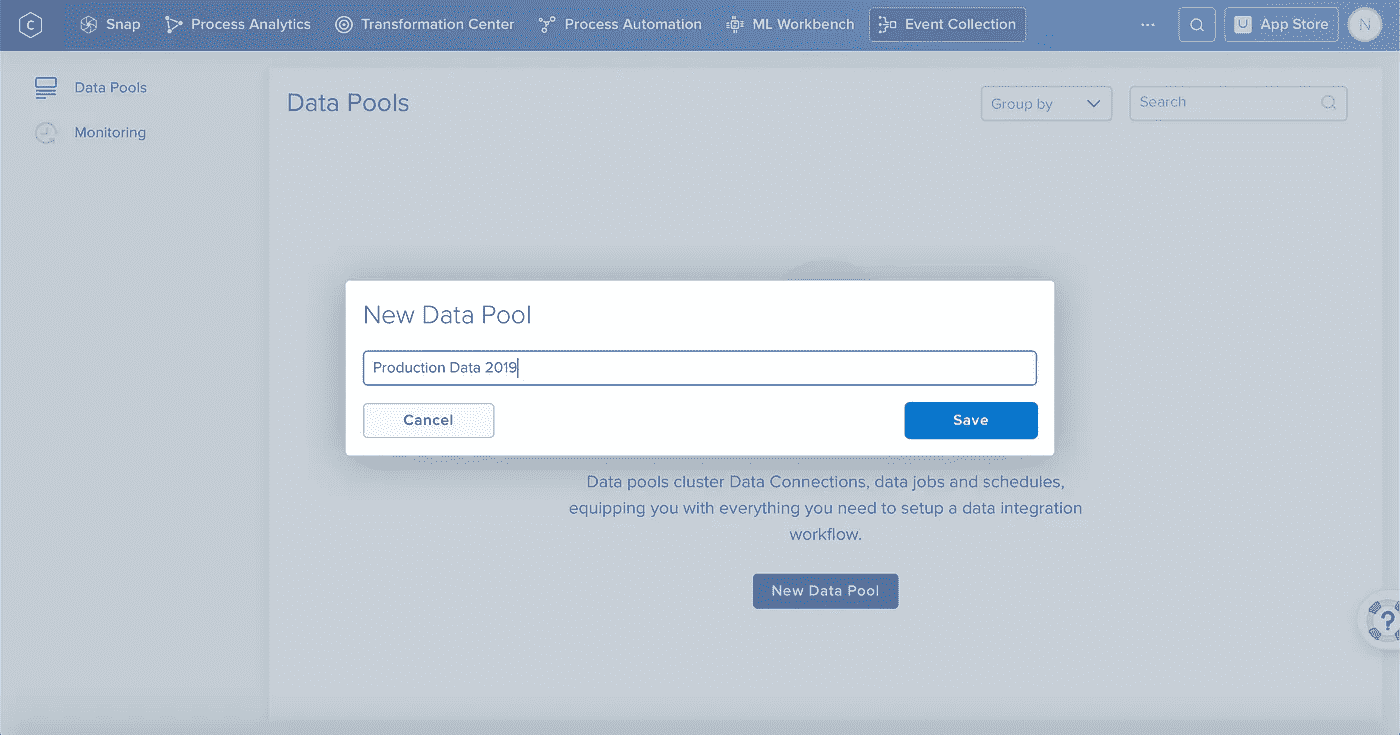 C
Snap
Process Analytics
Transformation Center
Process Automation
ML Workbench
Event Collection
...
U
App Store
N
Data Pools
Monitoring
Data Pools
Group by
Search
New Data Pool
Production Data 2019
Cancel
Save
Data pools cluster Data Connections, data jobs and schedules,
equipping you with everything you need to setup a data integration
workflow.
New Data Pool
?